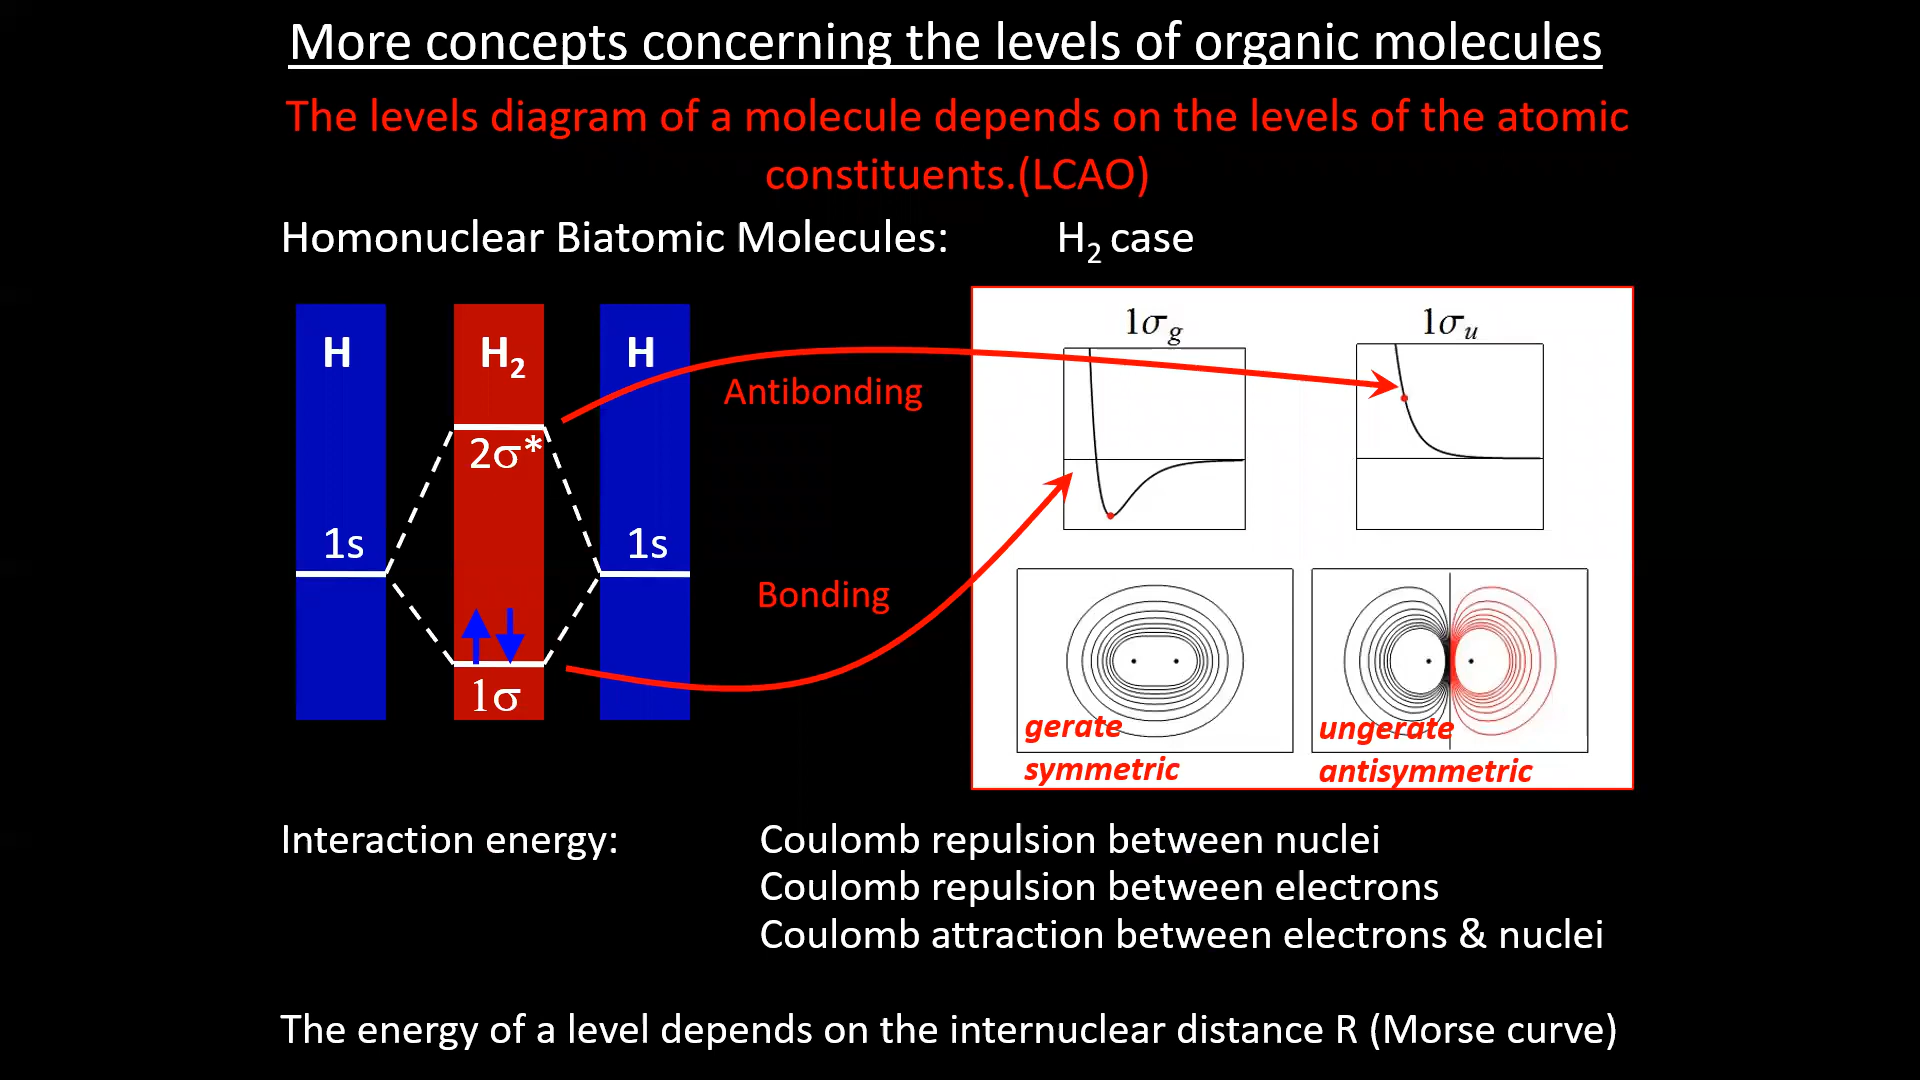 More concepts concerning the levels of organic molecules
The levels diagram of a molecule depends on the levels of the atomic
constituents.(LCAO)
Homonuclear Biatomic Molecules: H₂ case
H H₂ H
Antibonding
2σ*
1s 1s
Bonding
1σ
1σg 1σu
gerate ungerate
symmetric antisymmetric
Interaction energy: Coulomb repulsion between nuclei
Coulomb repulsion between electrons
Coulomb attraction between electrons & nuclei
The energy of a level depends on the internuclear distance R (Morse curve)